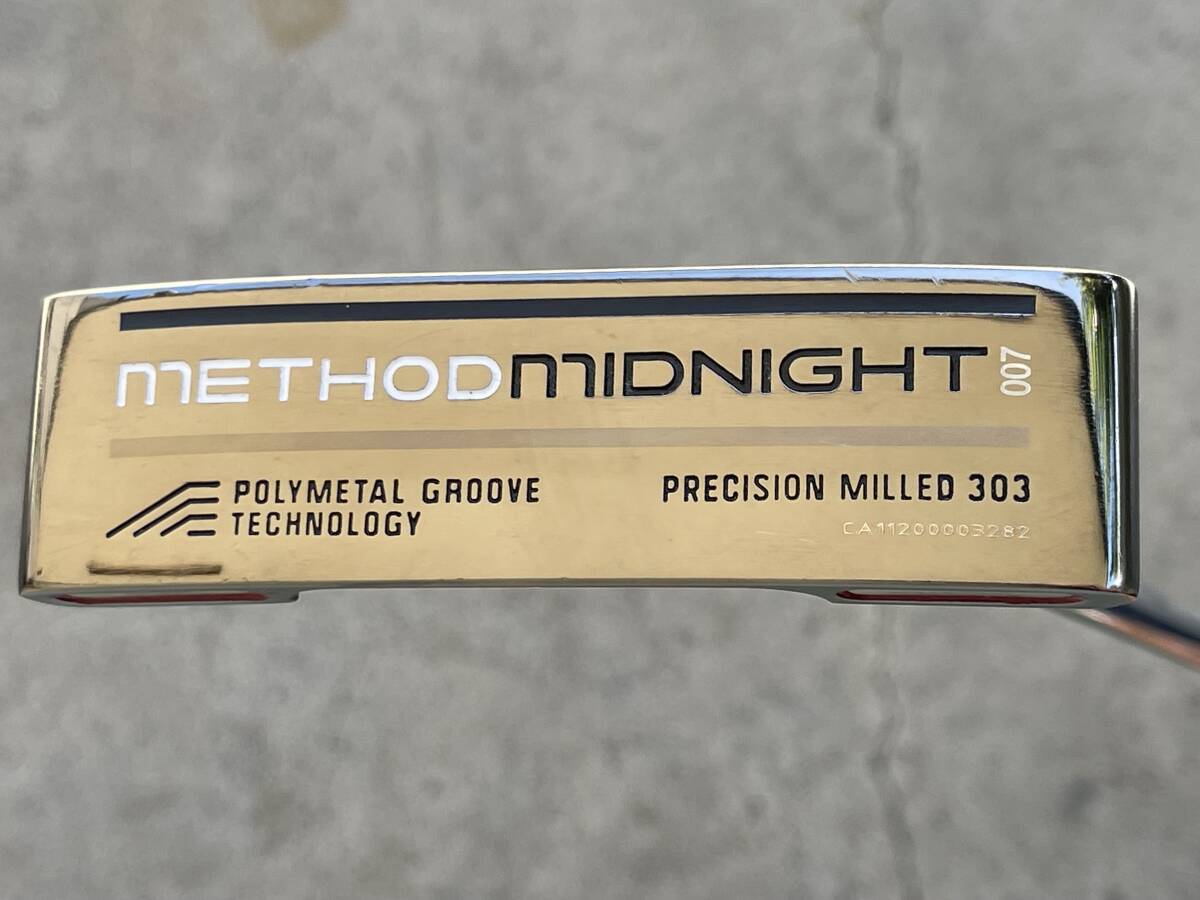 METHODMIDNIGHT 007
POLYMETAL GROOVE
TECHNOLOGY
PRECISION MILLED 303
CA11200003282